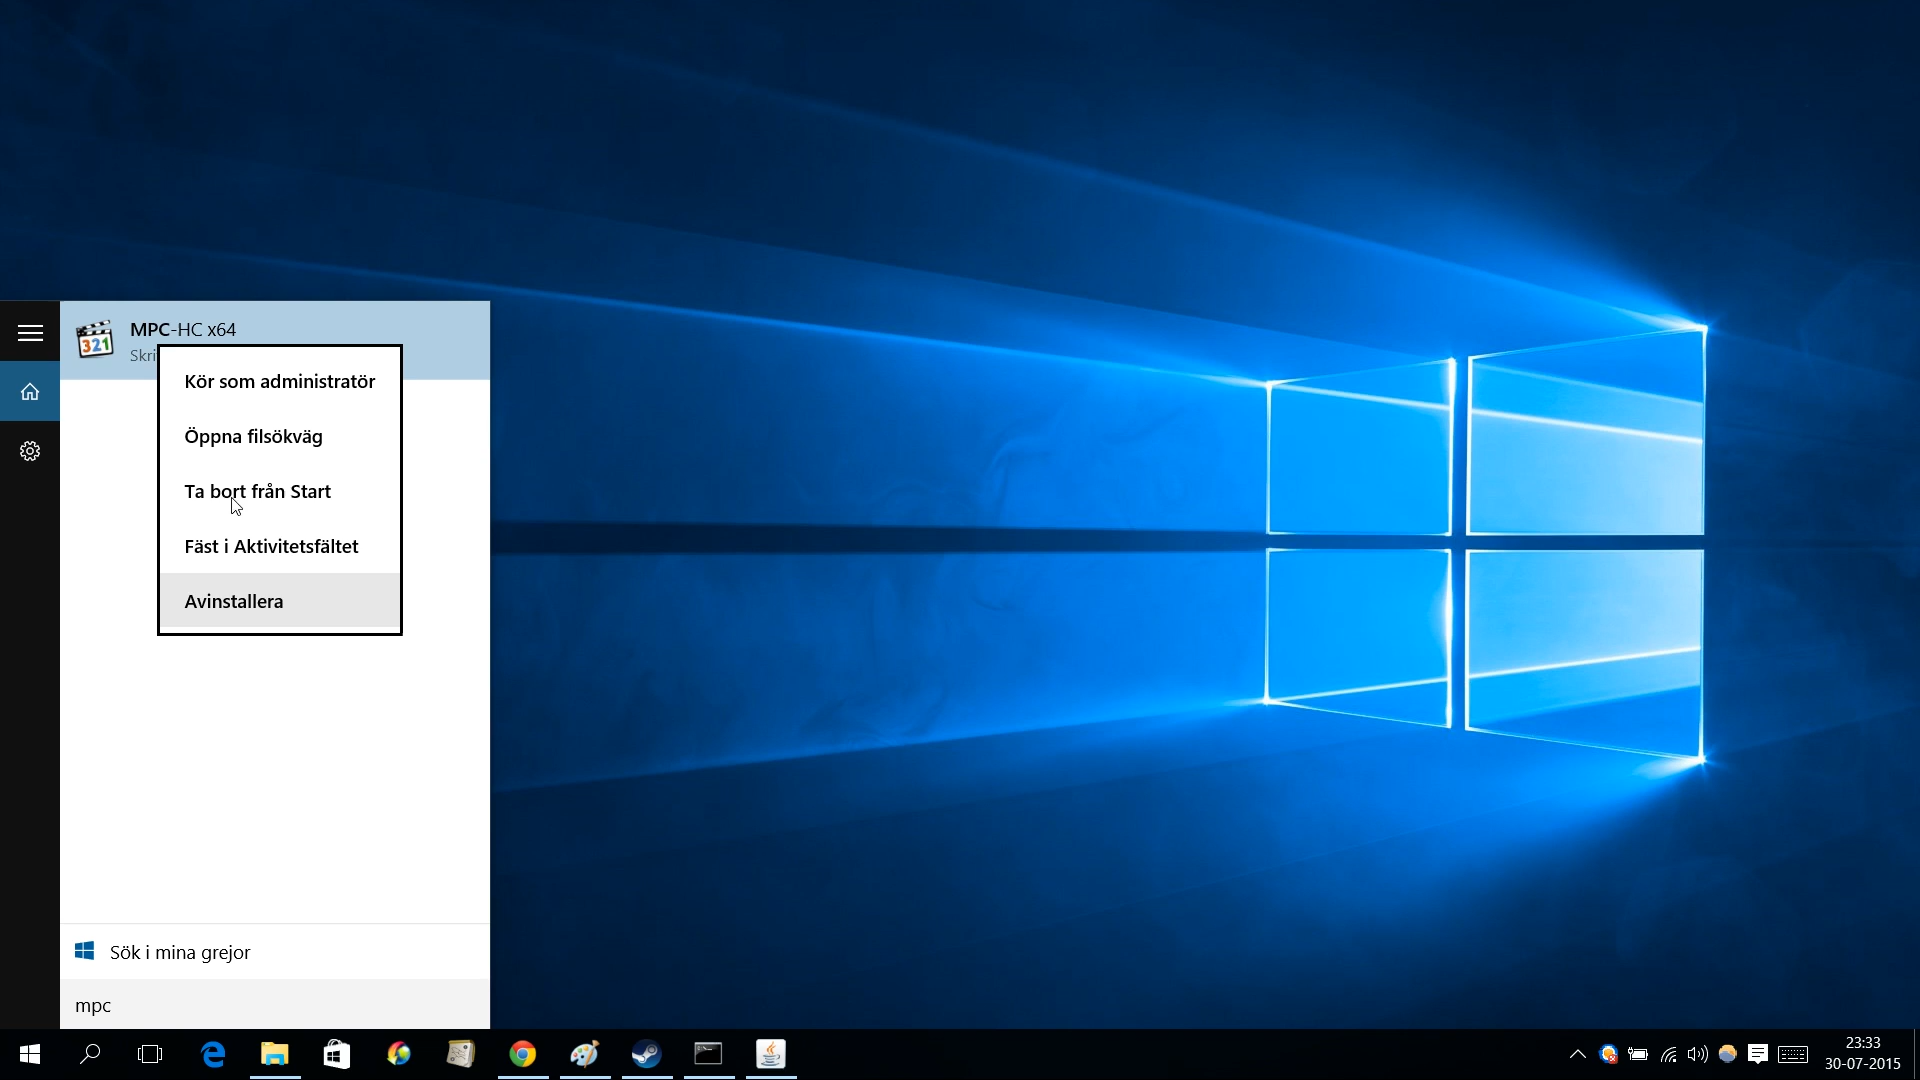 MPC-HC x64
Skri
Kör som administratör
Öppna filsökväg
Ta bort från Start
Fäst i Aktivitetsfältet
Avinstallera
Sök i mina grejor
mpc
321
23:33
30-07-2015